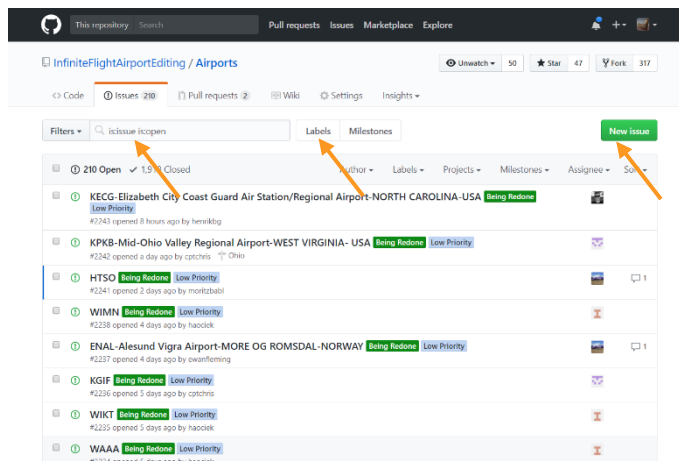 This repository Search Pull requests Issues Marketplace Explore
InfiniteFlightAirportEditing / Airports Unwatch 50 Star 47 Fork 317
Code Issues 210 Pull requests 2 Wiki Settings Insights
Filters is:issue is:open Labels Milestones New issue
210 Open Closed Author Labels Projects Milestones Assignee
KECG-Elizabeth City Coast Guard Air Station/Regional Airport-NORTH CAROLINA-USA Being Redone
Low Priority
#2243 opened 8 hours ago by henrikbg
KPKB-Mid-Ohio Valley Regional Airport-WEST VIRGINIA- USA Being Redone Low Priority
#2242 opened a day ago by cptchris Ohio
HTSO Being Redone Low Priority 1
#2241 opened 2 days ago by moritzbabl
WIMN Being Redone Low Priority
#2238 opened 4 days ago by haociek
ENAL-Alesund Vigra Airport-MORE OG ROMSDAL-NORWAY Being Redone Low Priority 1
#2237 opened 4 days ago by ewanfleming
KGIF Being Redone Low Priority
#2236 opened 5 days ago by cptchris
WIKT Being Redone Low Priority
#2235 opened 5 days ago by haociek
WAAA Being Redone Low Priority